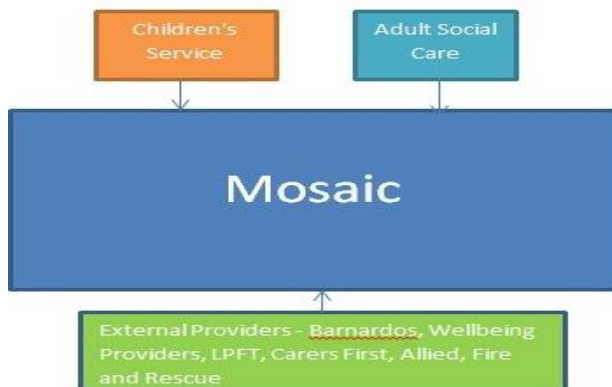 Children's
Service
Adult Social
Care
Mosaic
External Providers - Barnardos, Wellbeing
Providers, LPFT, Carers First, Allied, Fire
and Rescue